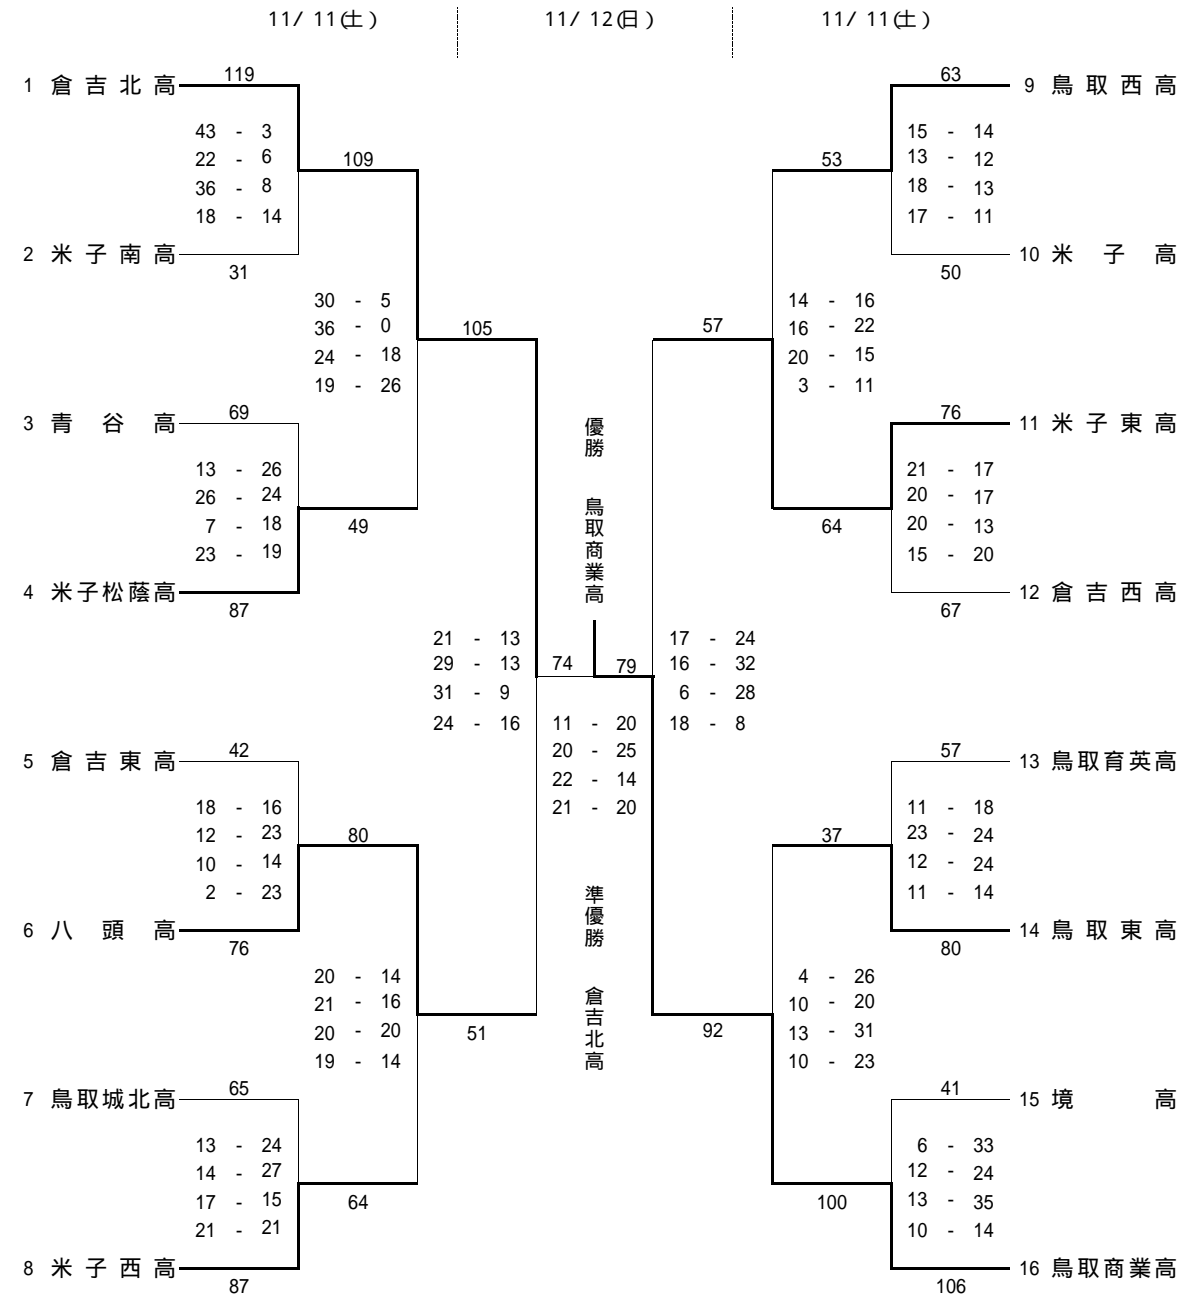 11/ 11(土)
11/ 12(日)
11/ 11(土)
1 倉吉北高
119
43 - 3
22 - 6
36 - 8
18 - 14
2 米子南高
31
109
30 - 5
36 - 0
24 - 18
19 - 26
3 青谷高
69
13 - 26
26 - 24
7 - 18
23 - 19
4 米子松蔭高
87
49
105
21 - 13
29 - 13
31 - 9
24 - 16
5 倉吉東高
42
18 - 16
12 - 23
10 - 14
2 - 23
6 八頭高
76
80
20 - 14
21 - 16
20 - 20
19 - 14
51
7 鳥取城北高
65
13 - 24
14 - 27
17 - 15
21 - 21
8 米子西高
87
64
優勝 鳥取商業高
74
79
11 - 20
20 - 25
22 - 14
21 - 20
準優勝 倉吉北高
63
9 鳥取西高
15 - 14
13 - 12
18 - 13
17 - 11
10 米子高
50
53
14 - 16
16 - 22
20 - 15
3 - 11
57
76
11 米子東高
21 - 17
20 - 17
20 - 13
15 - 20
12 倉吉西高
67
64
17 - 24
16 - 32
6 - 28
18 - 8
57
13 鳥取育英高
11 - 18
23 - 24
12 - 24
11 - 14
14 鳥取東高
80
37
4 - 26
10 - 20
13 - 31
10 - 23
92
41
15 境高
6 - 33
12 - 24
13 - 35
10 - 14
16 鳥取商業高
106
100